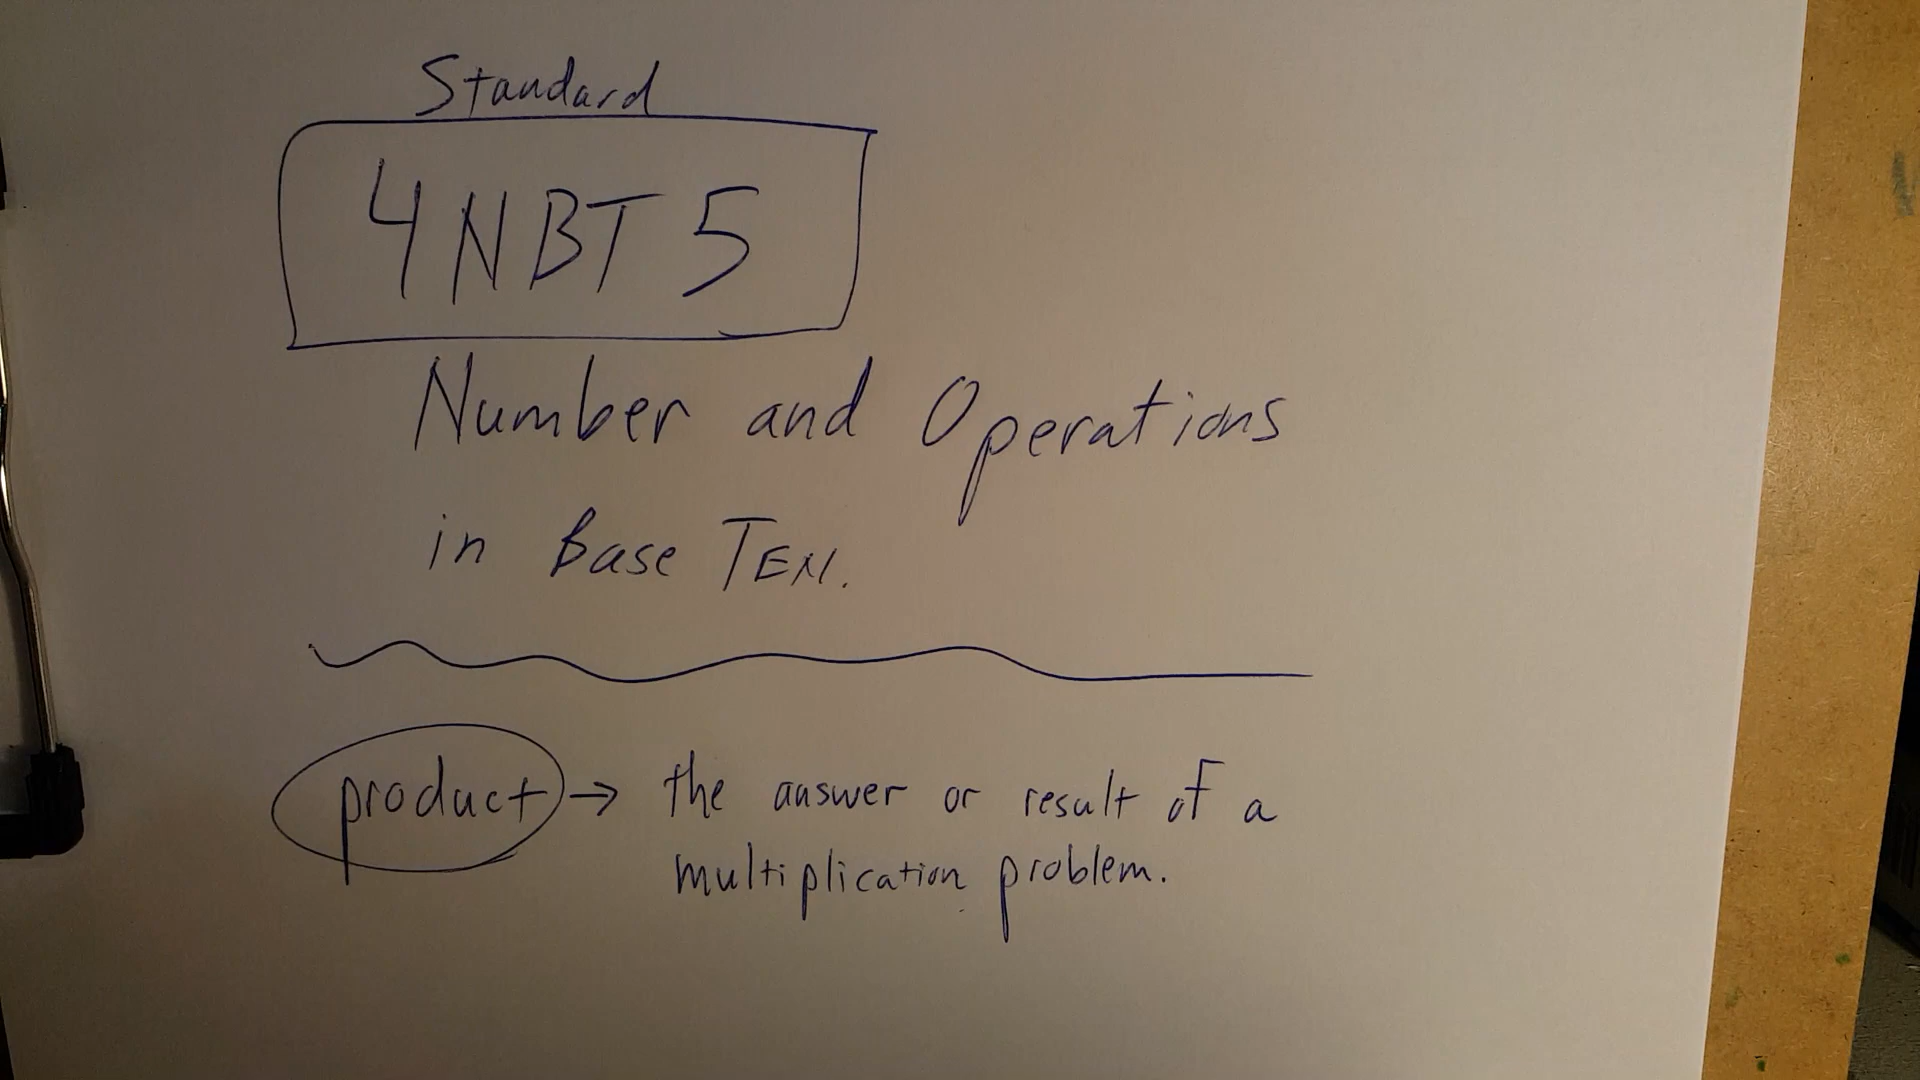 Standard
4 NBT 5
Number and Operations
in Base TEN.
product → the answer or result of a
multiplication problem.